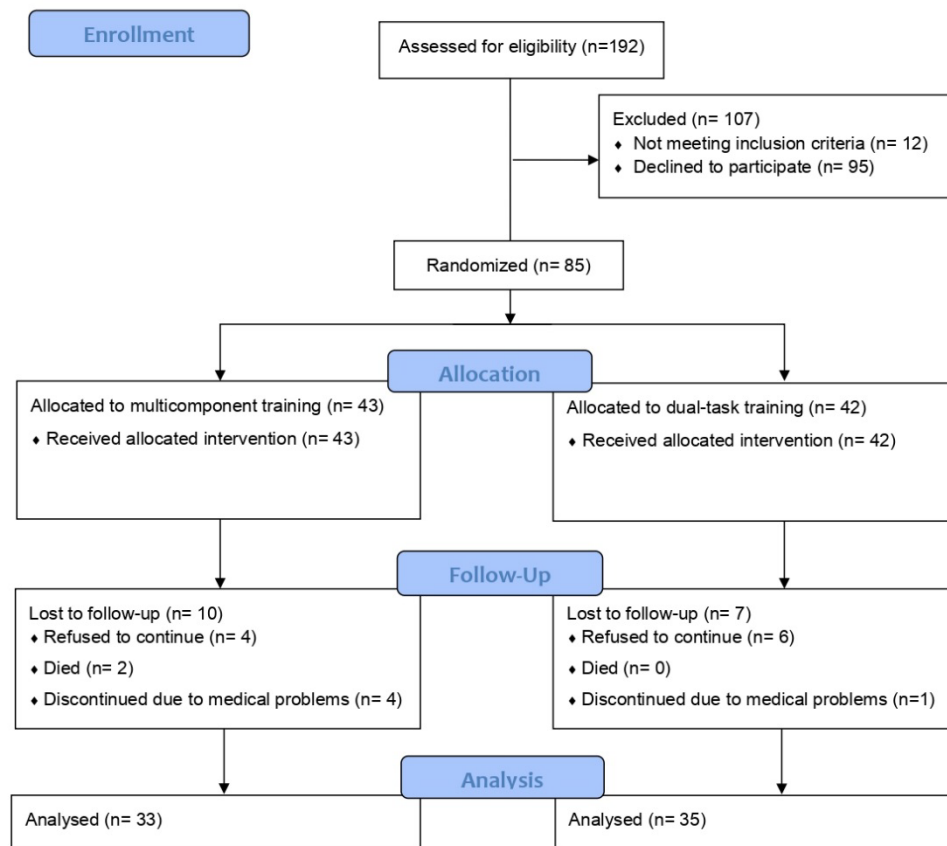 Enrollment
Assessed for eligibility (n=192)
Excluded (n= 107)
♦ Not meeting inclusion criteria (n= 12)
♦ Declined to participate (n= 95)
Randomized (n= 85)
Allocation
Allocated to multicomponent training (n= 43)
♦ Received allocated intervention (n= 43)
Allocated to dual-task training (n= 42)
♦ Received allocated intervention (n= 42)
Follow-Up
Lost to follow-up (n= 10)
♦ Refused to continue (n= 4)
♦ Died (n= 2)
♦ Discontinued due to medical problems (n= 4)
Lost to follow-up (n= 7)
♦ Refused to continue (n= 6)
♦ Died (n= 0)
♦ Discontinued due to medical problems (n=1)
Analysis
Analysed (n= 33)
Analysed (n= 35)